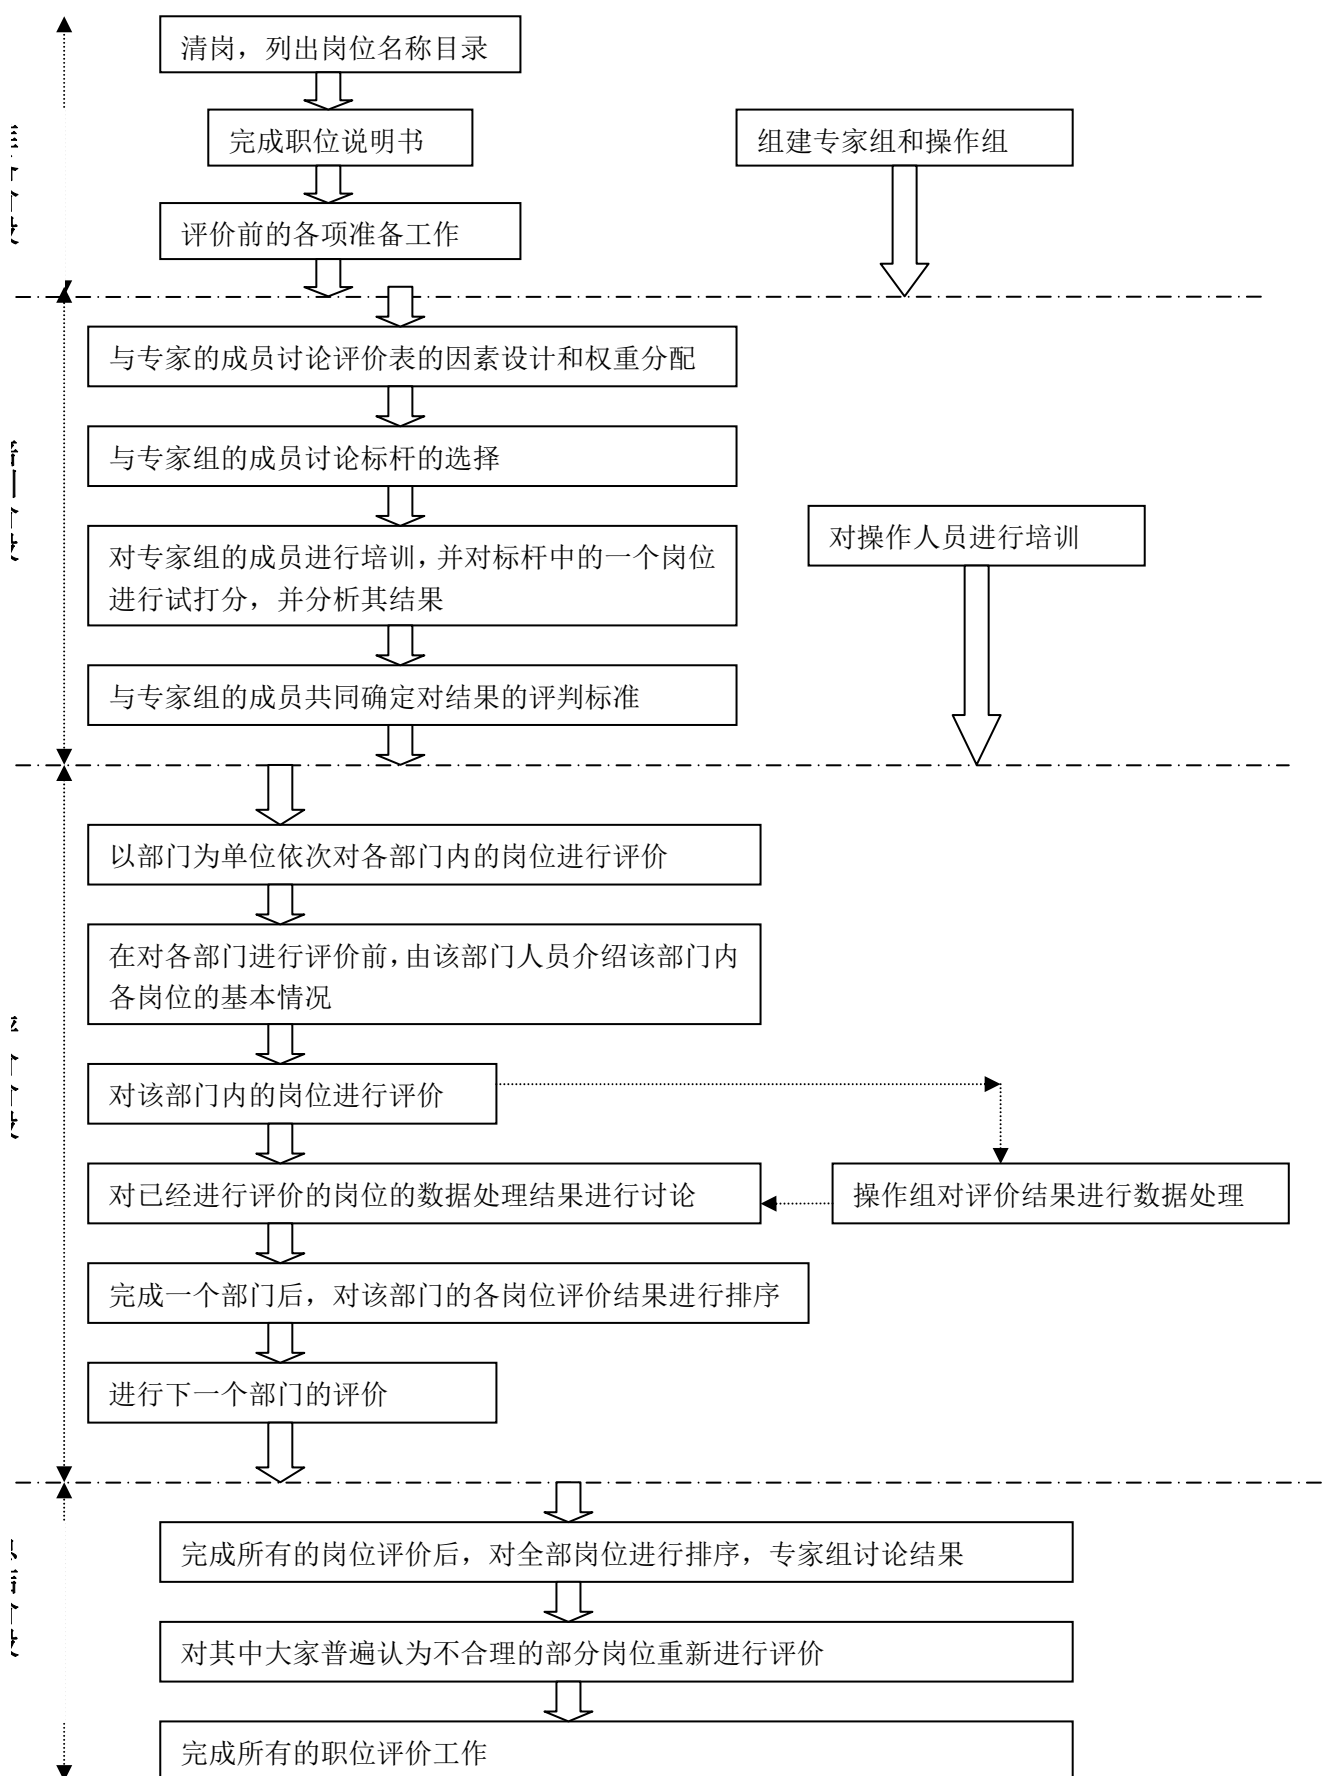 清岗，列出岗位名称目录
完成职位说明书
组建专家组和操作组
评价前的各项准备工作
与专家的成员讨论评价表的因素设计和权重分配
与专家组的成员讨论标杆的选择
对操作人员进行培训
对专家组的成员进行培训，并对标杆中的一个岗位
进行试打分，并分析其结果
与专家组的成员共同确定对结果的评判标准
以部门为单位依次对各部门内的岗位进行评价
在对各部门进行评价前，由该部门人员介绍该部门内
各岗位的基本情况
对该部门内的岗位进行评价
对已经进行评价的岗位的数据处理结果进行讨论
操作组对评价结果进行数据处理
完成一个部门后，对该部门的各岗位评价结果进行排序
进行下一个部门的评价
完成所有的岗位评价后，对全部岗位进行排序，专家组讨论结果
对其中大家普遍认为不合理的部分岗位重新进行评价
完成所有的职位评价工作